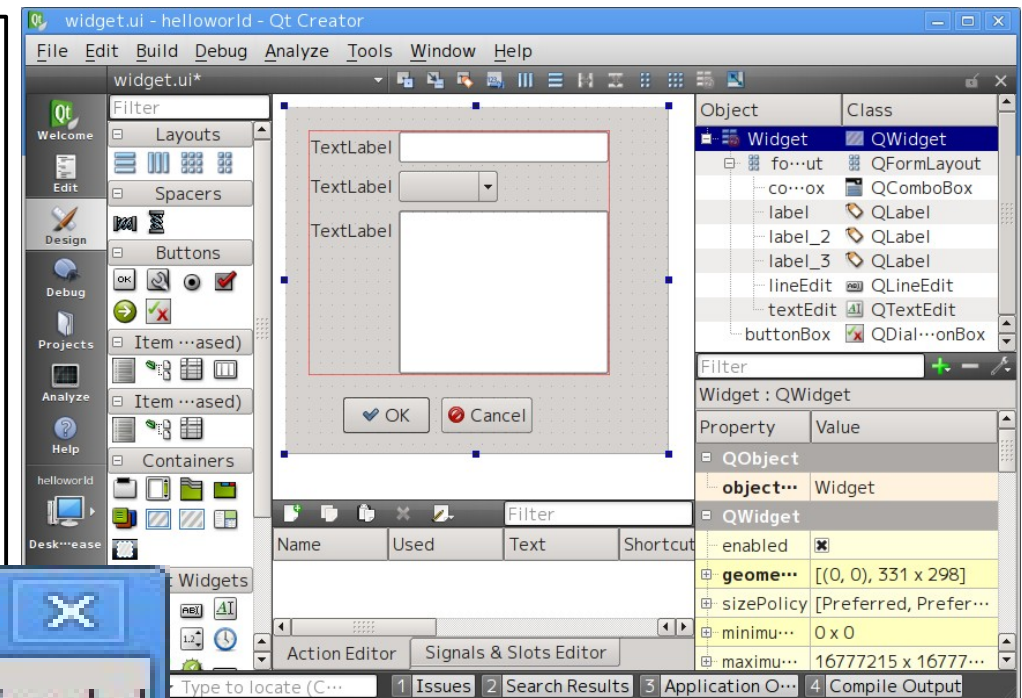 widget.ui - helloworld - Qt Creator
File Edit Build Debug Analyze Tools Window Help
widget.ui*
Welcome
Edit
Design
Debug
Projects
Analyze
Help
helloworld
Desk···ease
Filter
Layouts
Spacers
Buttons
OK
Item ···ased)
Item ···ased)
Containers
Widgets
ABI AI
1.2
TextLabel
TextLabel
TextLabel
OK Cancel
Filter
Name Used Text Shortcut
Action Editor Signals & Slots Editor
Object Class
Widget QWidget
fo···ut QFormLayout
co···ox QComboBox
label QLabel
label_2 QLabel
label_3 QLabel
lineEdit QLineEdit
textEdit QTextEdit
buttonBox QDial···onBox
Filter
Widget : QWidget
Property Value
QObject
object··· Widget
QWidget
enabled
geome··· [(0, 0), 331 x 298]
sizePolicy [Preferred, Prefer···
minimu··· 0 x 0
maximu··· 16777215 x 16777···
Type to locate (C··· 1 Issues 2 Search Results 3 Application O··· 4 Compile Output